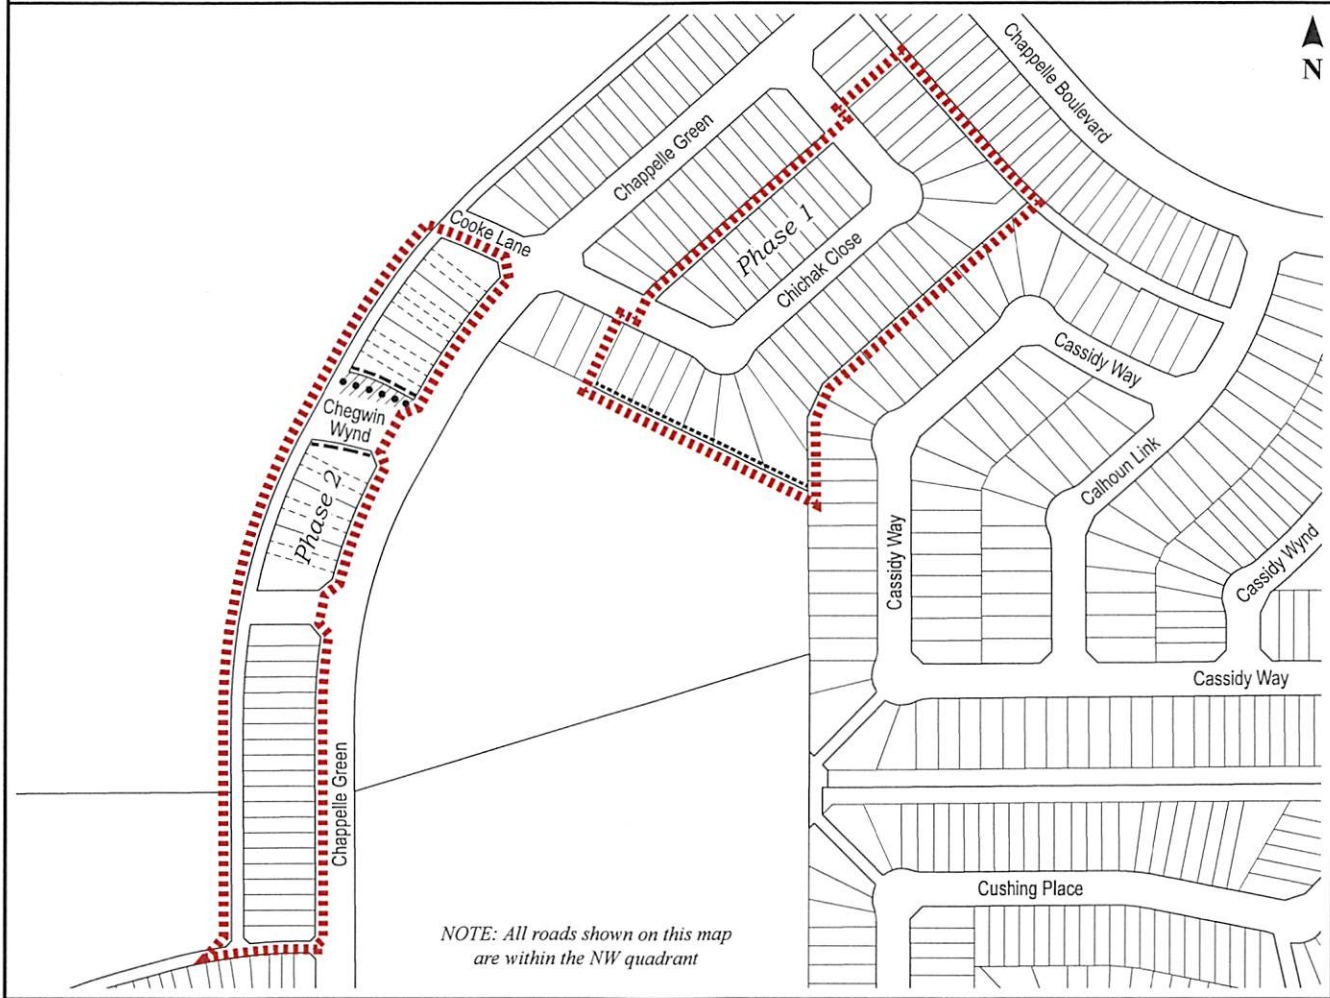 Chappelle Boulevard
N
Chappelle Green
Cooke Lane
Phase 1
Chichak Close
Cassidy Way
Chegwin
Wynd
Calhoun Link
Phase 2
Cassidy Way
Cassidy Wynd
Cassidy Way
Chappelle Green
Cushing Place
NOTE: All roads shown on this map
are within the NW quadrant